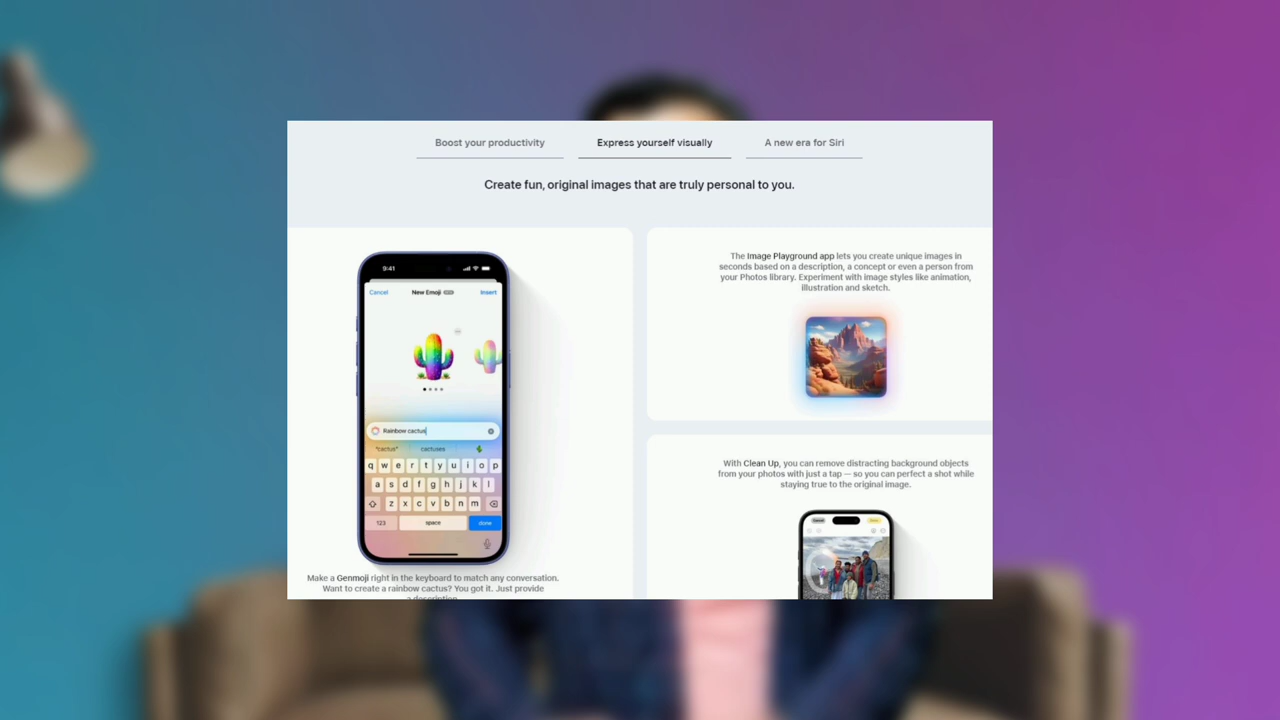 Boost your productivity
Express yourself visually
A new era for Siri
Create fun, original images that are truly personal to you.
9:41
Cancel
New Emoji
Insert
Rainbow cactus
"cactus"
cactuses
q w e r t y u i o p
a s d f g h j k l
z x c v b n m
123
space
done
Make a Genmoji right in the keyboard to match any conversation.
Want to create a rainbow cactus? You got it. Just provide
a description
The Image Playground app lets you create unique images in
seconds based on a description, a concept or even a person from
your Photos library. Experiment with image styles like animation,
illustration and sketch.
With Clean Up, you can remove distracting background objects
from your photos with just a tap — so you can perfect a shot while
staying true to the original image.
Cancel